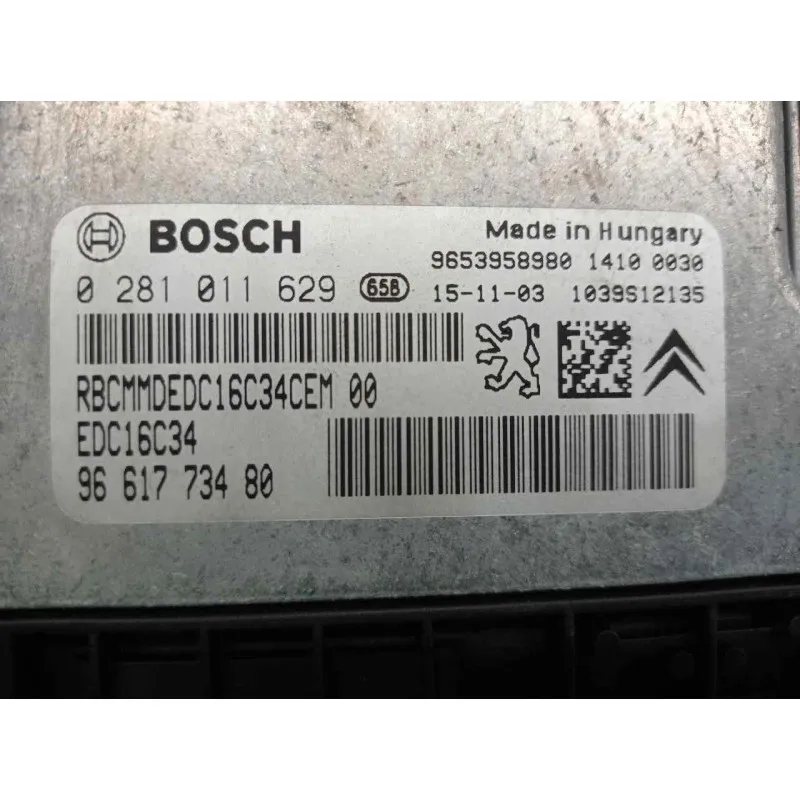 BOSCH
Made in Hungary
9653958980 1410 0030
0 281 011 629 65B
15-11-03 1039S12135
RBCMMDEDC16C34CEM 00
EDC16C34
96 617 734 80